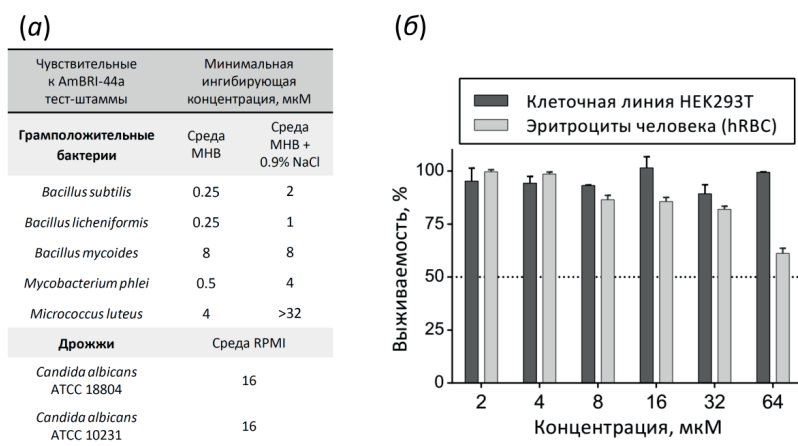 (а)
Чувствительные
к AmBRI-44a
тест-штаммы
Минимальная
ингибирующая
концентрация, мкМ
Грамположительные
бактерии
Среда
МНВ
Среда
МНВ +
0.9% NaCl
Bacillus subtilis 0.25 2
Bacillus licheniformis 0.25 1
Bacillus mycoides 8 8
Mycobacterium phlei 0.5 4
Micrococcus luteus 4 >32
Дрожжи Среда RPMI
Candida albicans
ATCC 18804
16
Candida albicans
ATCC 10231
16
(б)
Клеточная линия HEK293T
Эритроциты человека (hRBC)
Выживаемость, %
100
75
50
25
0
2 4 8 16 32 64
Концентрация, мкМ